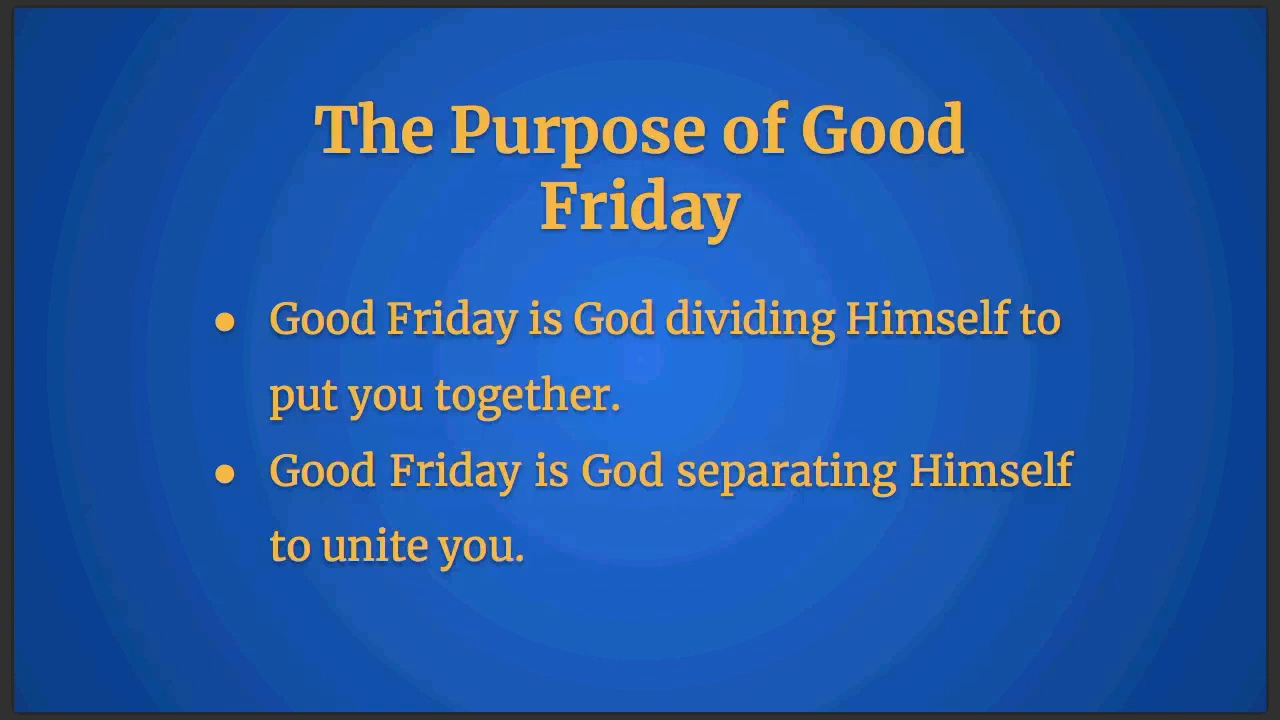 The Purpose of Good
Friday
● Good Friday is God dividing Himself to
put you together.
● Good Friday is God separating Himself
to unite you.